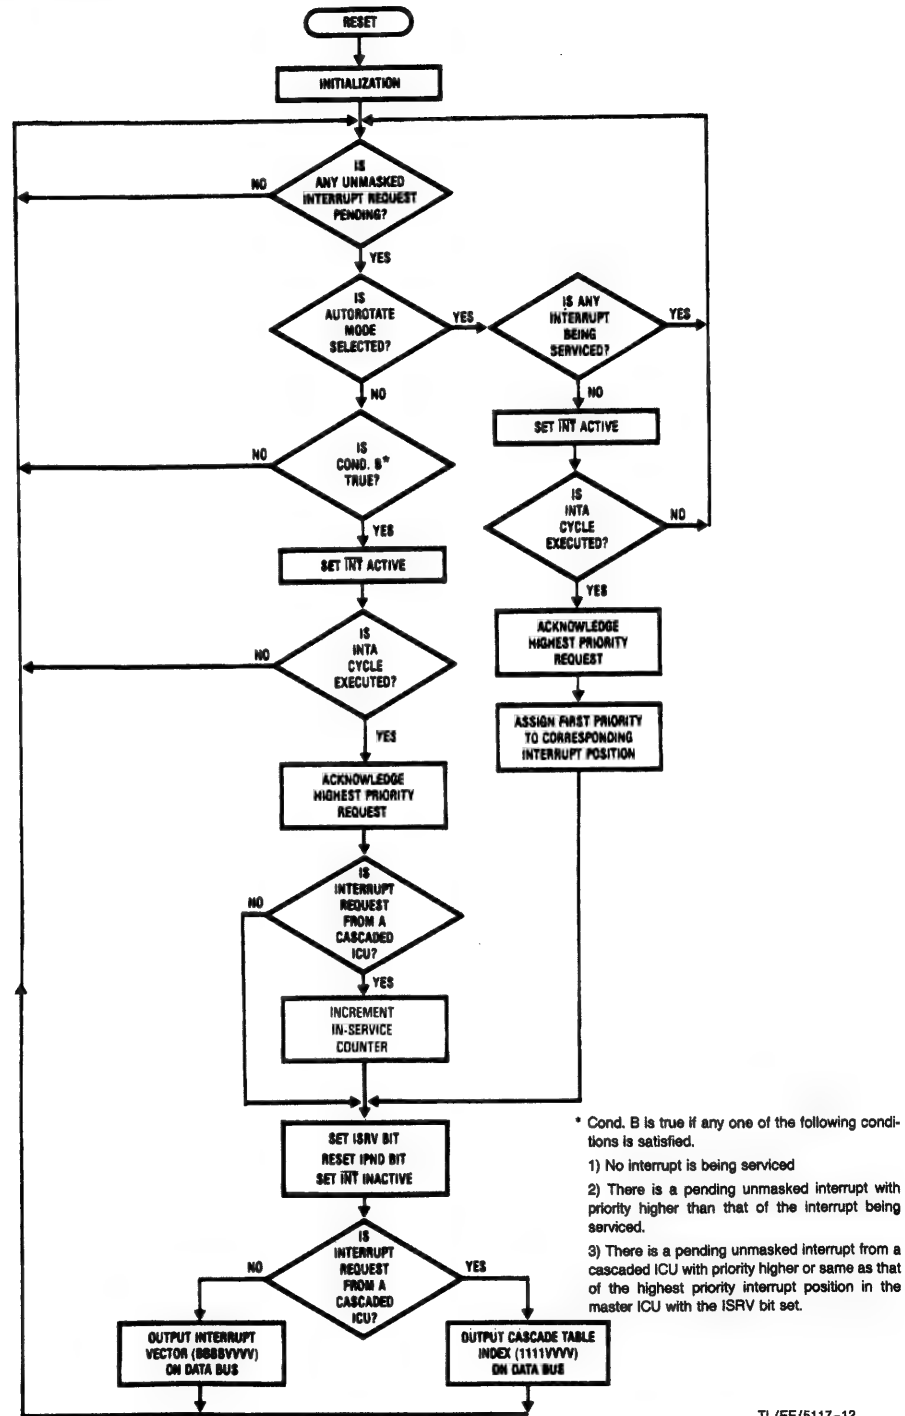 RESET
INITIALIZATION
IS
ANY UNMASKED
INTERRUPT REQUEST
PENDING?
NO
YES
IS
AUTOROTATE
MODE
SELECTED?
YES
NO
IS ANY
INTERRUPT
BEING
SERVICED?
YES
NO
SET INT ACTIVE
IS
COND. B*
TRUE?
NO
YES
IS
INTA
CYCLE
EXECUTED?
NO
YES
SET INT ACTIVE
IS
INTA
CYCLE
EXECUTED?
NO
YES
ACKNOWLEDGE
HIGHEST PRIORITY
REQUEST
ASSIGN FIRST PRIORITY
TO CORRESPONDING
INTERRUPT POSITION
ACKNOWLEDGE
HIGHEST PRIORITY
REQUEST
IS
INTERRUPT
REQUEST
FROM A
CASCADED
ICU?
NO
YES
INCREMENT
IN-SERVICE
COUNTER
SET ISRV BIT
RESET IPND BIT
SET INT INACTIVE
IS
INTERRUPT
REQUEST
FROM A
CASCADED
ICU?
NO
YES
OUTPUT INTERRUPT
VECTOR (BBBBVVVV)
ON DATA BUS
OUTPUT CASCADE TABLE
INDEX (1111VVVV)
ON DATA BUS
* Cond. B is true if any one of the following condi-
tions is satisfied.
1) No interrupt is being serviced
2) There is a pending unmasked interrupt with
priority higher than that of the interrupt being
serviced.
3) There is a pending unmasked interrupt from a
cascaded ICU with priority higher or same as that
of the highest priority interrupt position in the
master ICU with the ISRV bit set.
TL/EE/5117-12